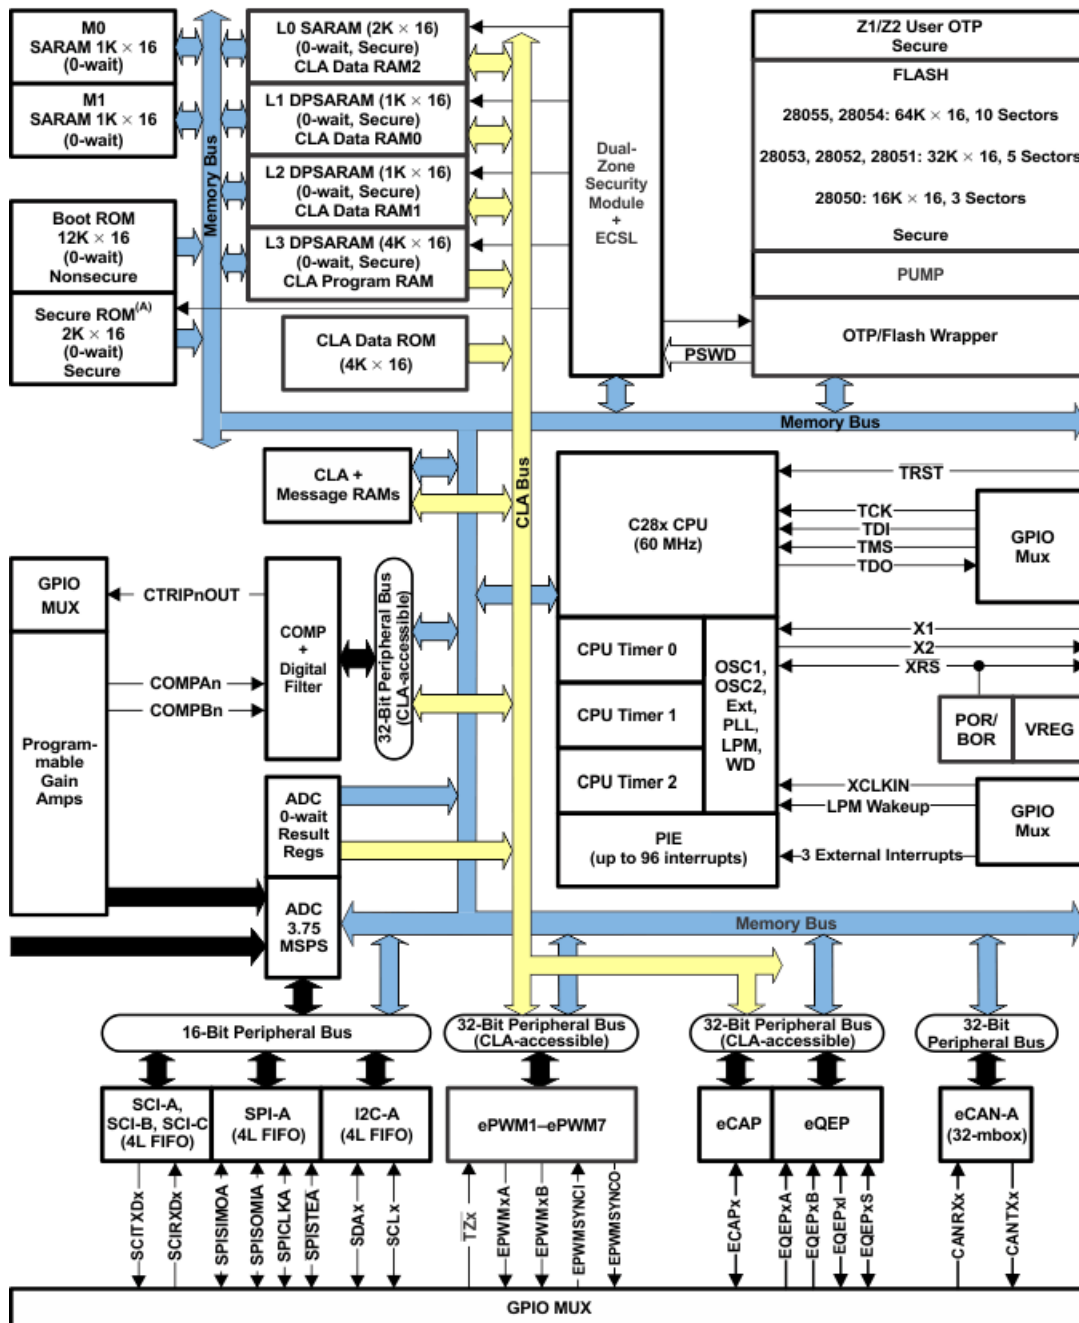 M0
SARAM 1K × 16
(0-wait)
M1
SARAM 1K × 16
(0-wait)
Boot ROM
12K × 16
(0-wait)
Nonsecure
Secure ROM(A)
2K × 16
(0-wait)
Secure
Memory Bus
L0 SARAM (2K × 16)
(0-wait, Secure)
CLA Data RAM2
L1 DPSARAM (1K × 16)
(0-wait, Secure)
CLA Data RAM0
L2 DPSARAM (1K × 16)
(0-wait, Secure)
CLA Data RAM1
L3 DPSARAM (4K × 16)
(0-wait, Secure)
CLA Program RAM
CLA Data ROM
(4K × 16)
CLA Bus
Dual-
Zone
Security
Module
+
ECSL
Z1/Z2 User OTP
Secure
FLASH
28055, 28054: 64K × 16, 10 Sectors
28053, 28052, 28051: 32K × 16, 5 Sectors
28050: 16K × 16, 3 Sectors
Secure
PUMP
OTP/Flash Wrapper
PSWD
Memory Bus
CLA +
Message RAMs
C28x CPU
(60 MHz)
TRST
TCK
TDI
TMS
TDO
GPIO
Mux
GPIO
MUX
CTRIPnOUT
COMPAn
COMPBn
Program-
mable
Gain
Amps
COMP
+
Digital
Filter
32-Bit Peripheral Bus
(CLA-accessible)
CPU Timer 0
CPU Timer 1
CPU Timer 2
OSC1,
OSC2,
Ext,
PLL,
LPM,
WD
X1
X2
XRS
POR/
BOR
VREG
XCLKIN
LPM Wakeup
3 External Interrupts
GPIO
Mux
PIE
(up to 96 interrupts)
ADC
0-wait
Result
Regs
ADC
3.75
MSPS
Memory Bus
16-Bit Peripheral Bus
32-Bit Peripheral Bus
(CLA-accessible)
32-Bit Peripheral Bus
(CLA-accessible)
32-Bit
Peripheral Bus
SCI-A,
SCI-B, SCI-C
(4L FIFO)
SPI-A
(4L FIFO)
I2C-A
(4L FIFO)
ePWM1–ePWM7
eCAP
eQEP
eCAN-A
(32-mbox)
SCITXDx
SCIRXDx
SPISIMOA
SPISOMIA
SPICLKA
SPISTEA
SDAx
SCLx
TZx
EPWMxA
EPWMxB
EPWMSYNCI
EPWMSYNCO
ECAPx
EQEPxA
EQEPxB
EQEPxI
EQEPxS
CANRXx
CANTXx
GPIO MUX